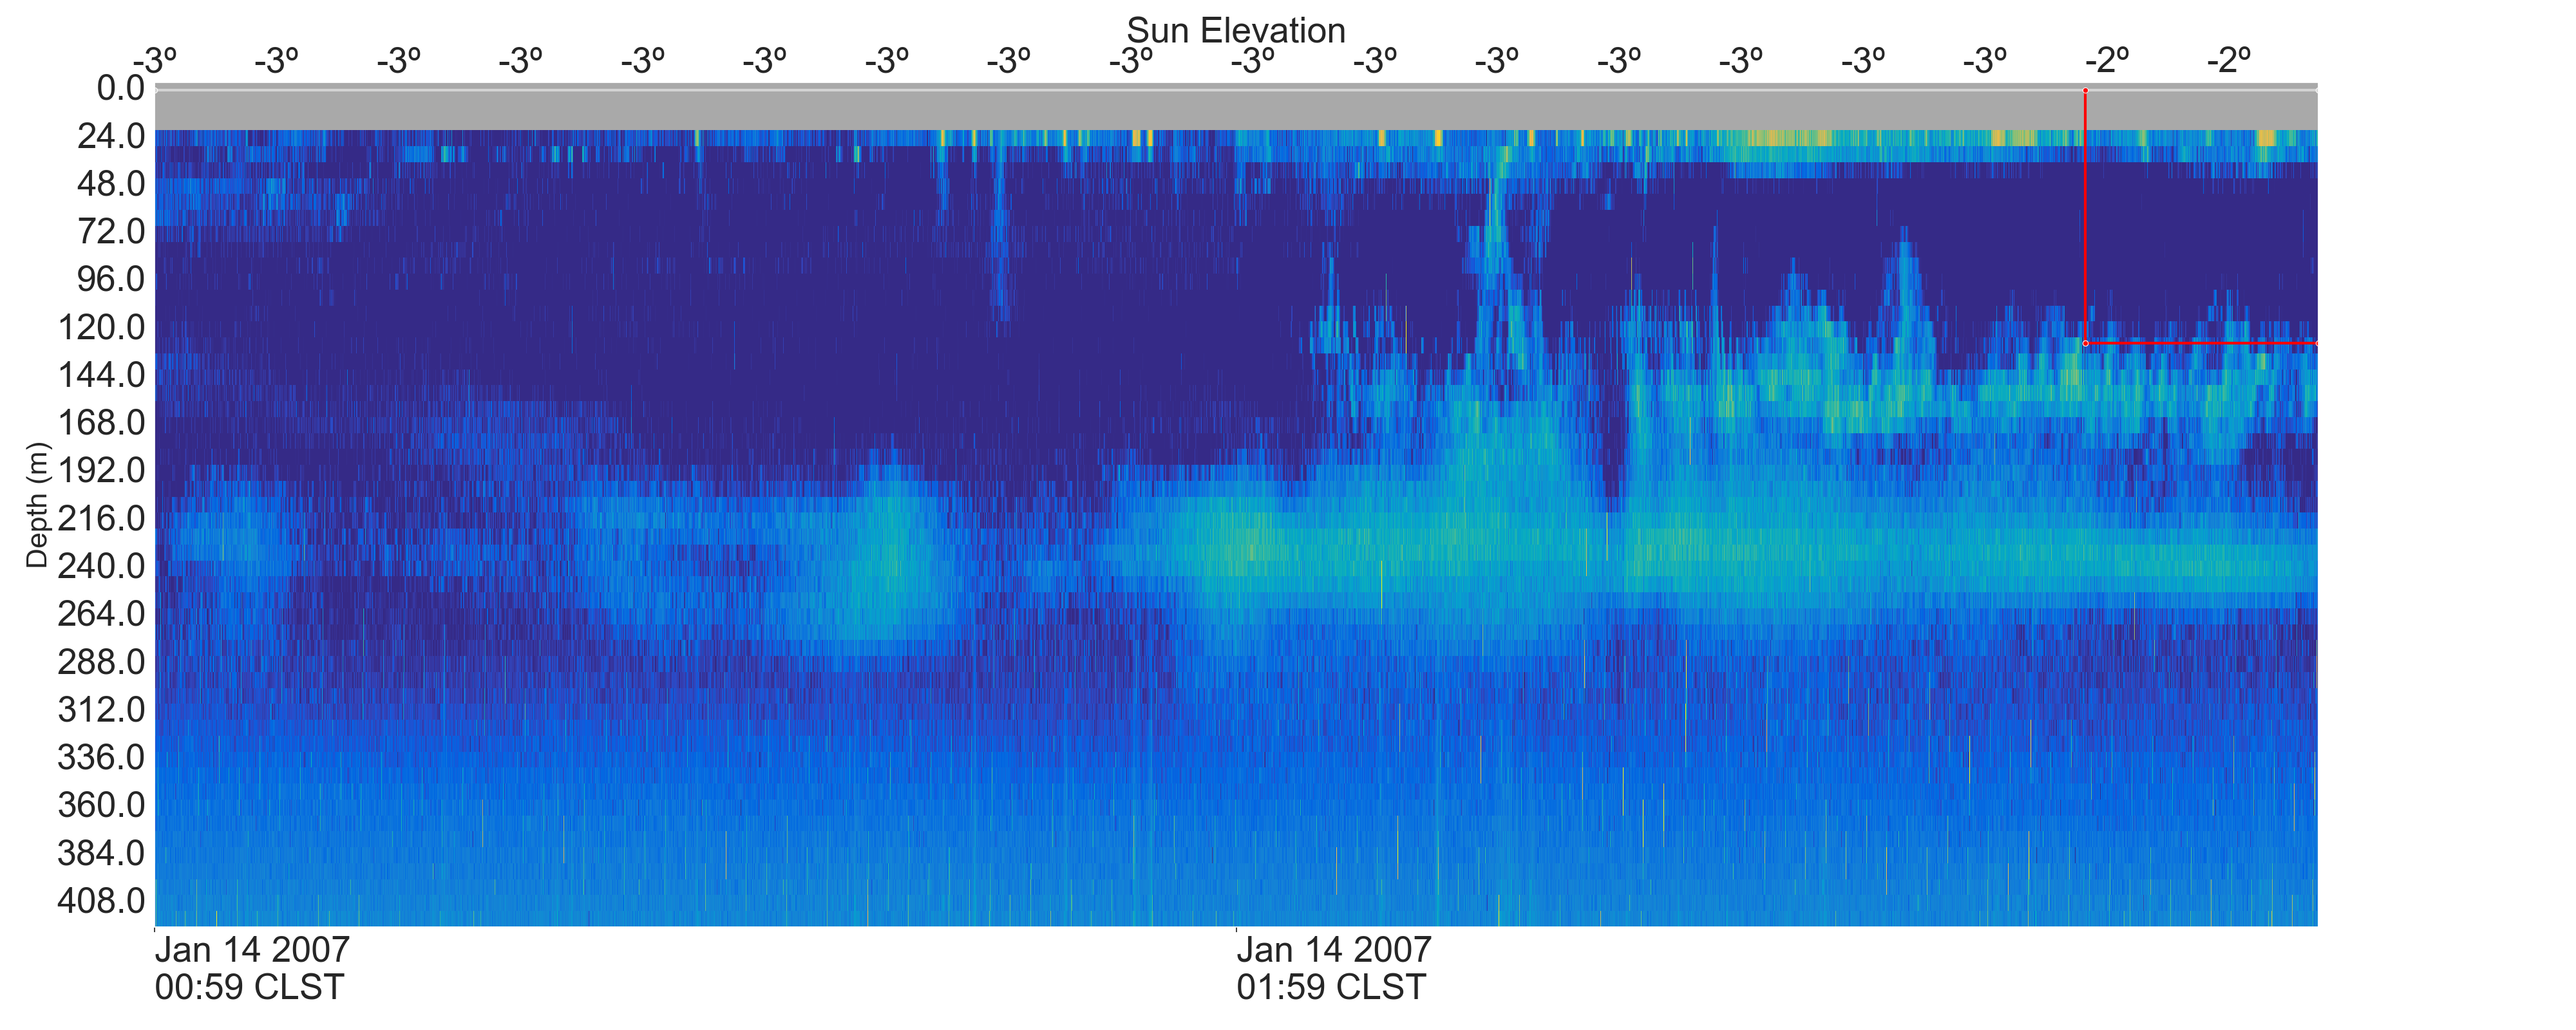 Sun Elevation
-3º -3º -3º -3º -3º -3º -3º -3º -3º -3º -3º -3º -3º -3º -3º -3º -2º -2º
0.0
24.0
48.0
72.0
96.0
120.0
144.0
168.0
192.0
216.0
240.0
264.0
288.0
312.0
336.0
360.0
384.0
408.0
Depth (m)
Jan 14 2007
00:59 CLST
Jan 14 2007
01:59 CLST